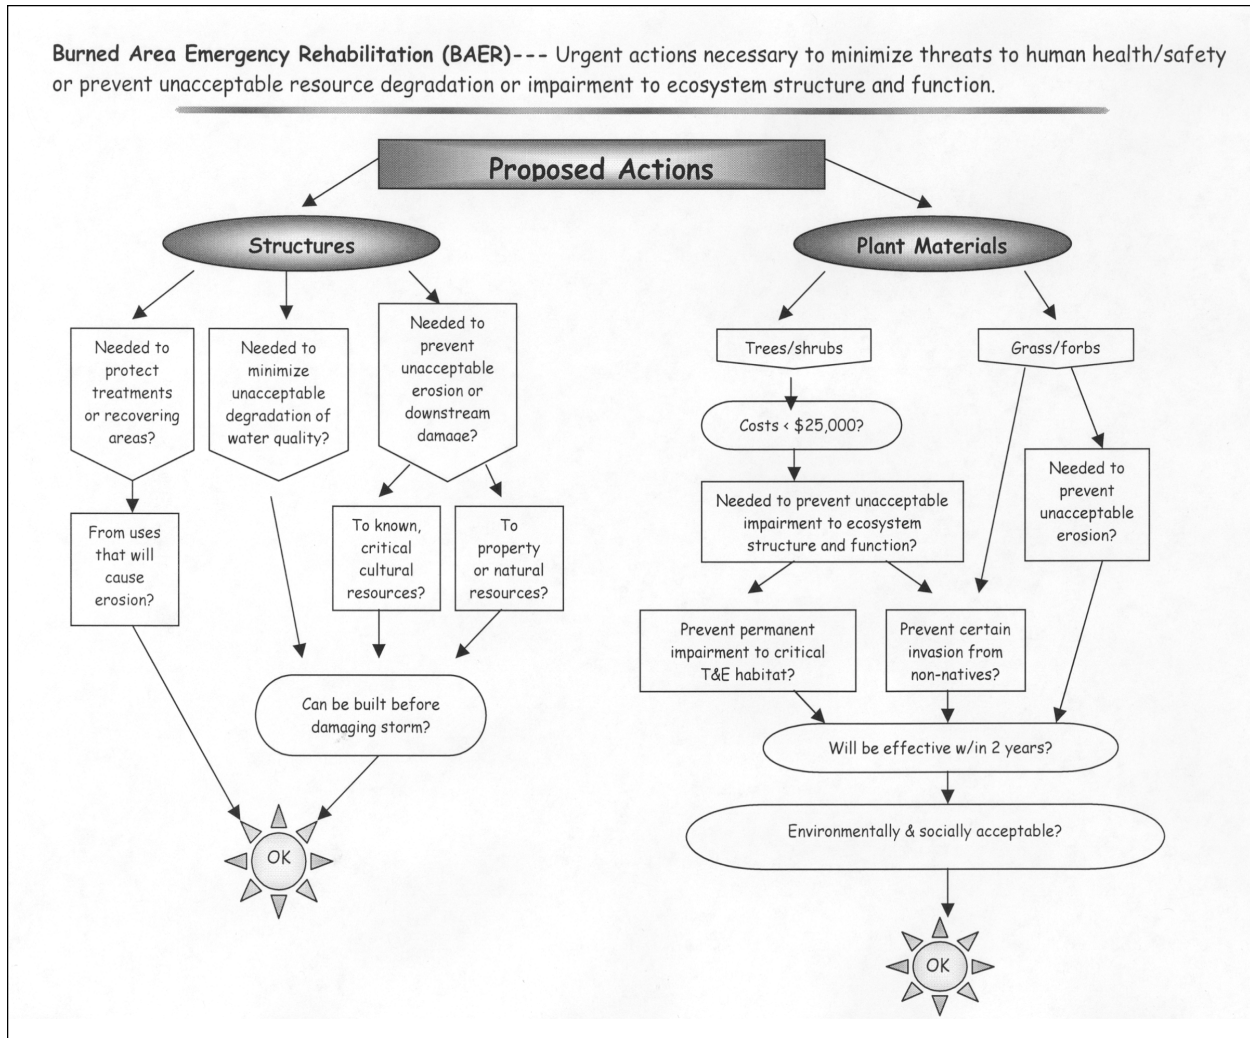 Burned Area Emergency Rehabilitation (BAER)--- Urgent actions necessary to minimize threats to human health/safety
or prevent unacceptable resource degradation or impairment to ecosystem structure and function.
Proposed Actions
Structures
Plant Materials
Needed to
protect
treatments
or recovering
areas?
Needed to
minimize
unacceptable
degradation of
water quality?
Needed to
prevent
unacceptable
erosion or
downstream
damage?
From uses
that will
cause
erosion?
To known,
critical
cultural
resources?
To
property
or natural
resources?
Can be built before
damaging storm?
OK
Trees/shrubs
Grass/forbs
Costs < $25,000?
Needed to prevent unacceptable
impairment to ecosystem
structure and function?
Needed to
prevent
unacceptable
erosion?
Prevent permanent
impairment to critical
T&E habitat?
Prevent certain
invasion from
non-natives?
Will be effective w/in 2 years?
Environmentally & socially acceptable?
OK